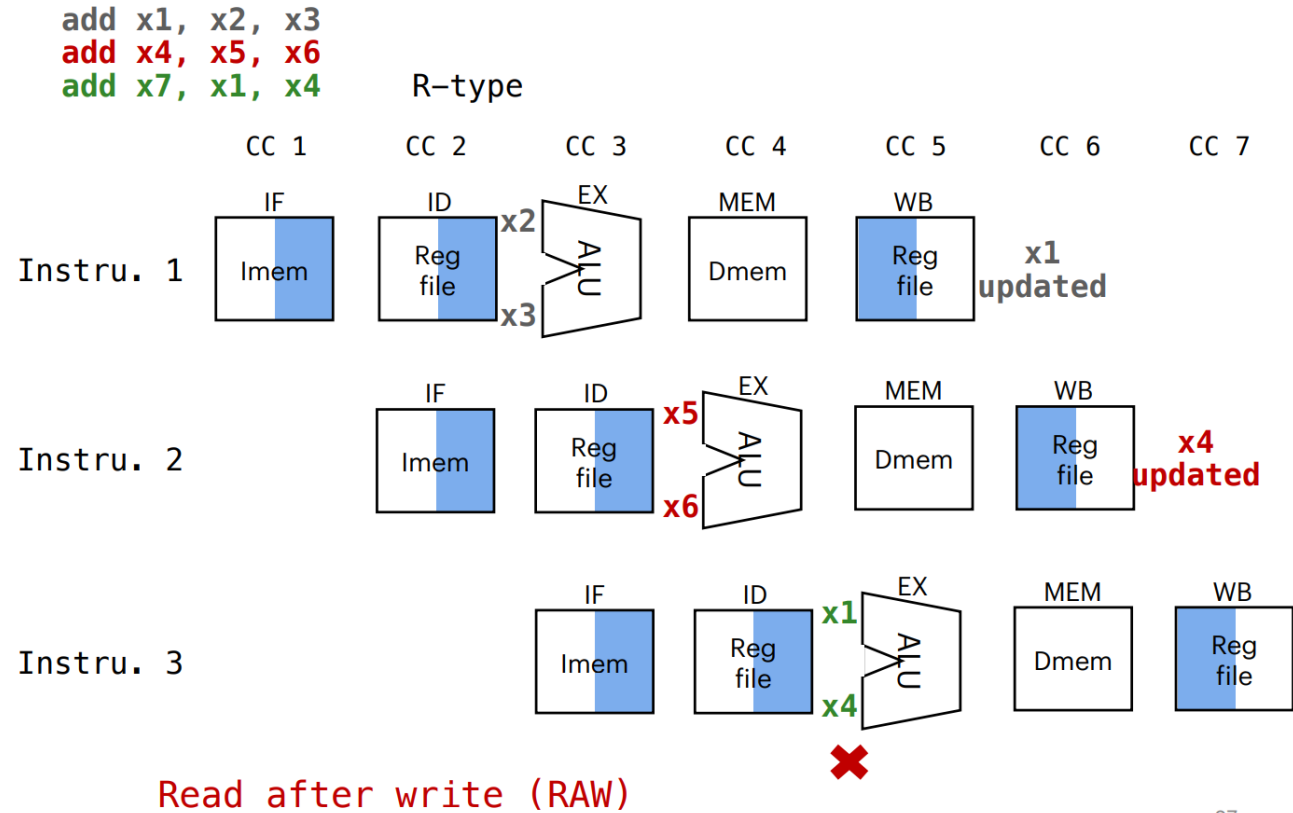 add x1, x2, x3
add x4, x5, x6
add x7, x1, x4
R-type
CC 1 CC 2 CC 3 CC 4 CC 5 CC 6 CC 7
IF ID EX MEM WB
Instru. 1
Imem
x2
Reg
file
x3
ALU
Dmem
Reg
file
x1
updated
IF ID EX MEM WB
Instru. 2
Imem
Reg
file
x5
x6
ALU
Dmem
Reg
file
x4
updated
IF ID EX MEM WB
Instru. 3
Imem
Reg
file
x1
x4
ALU
Dmem
Reg
file
Read after write (RAW)